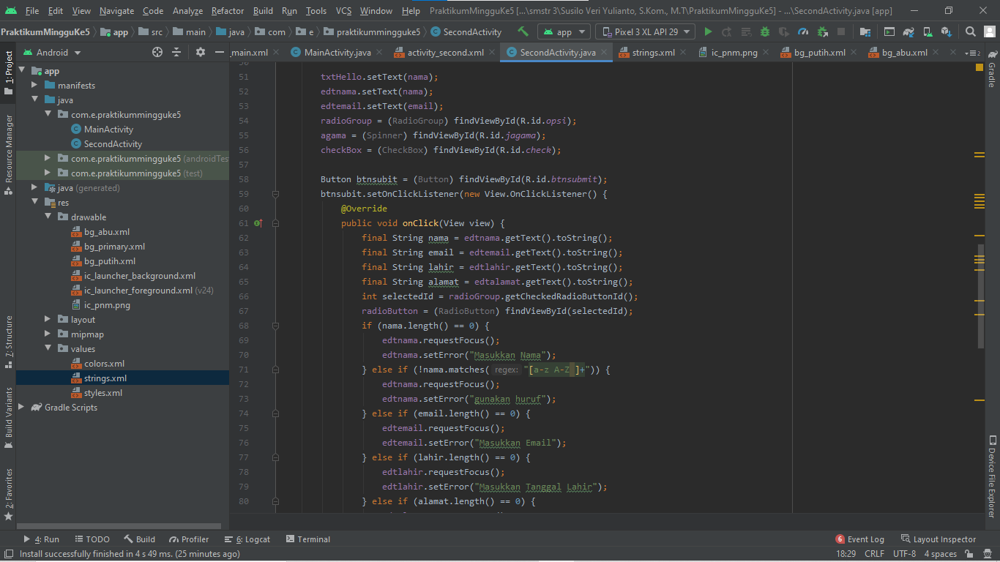 File Edit View Navigate Code Analyze Refactor Build Run Tools VCS Window Help PraktikumMingguKe5 [...\smstr 3\Susilo Veri Yulianto, S.Kom., M.T\PraktikumMingguKe5] - ...\SecondActivity.java [app]
PraktikumMingguKe5 app src main java com e praktikummingguke5 SecondActivity app Pixel 3 XL API 29
Android _main.xml MainActivity.java activity_second.xml SecondActivity.java strings.xml ic_pnm.png bg_putih.xml bg_abu.xml
1: Project
Resource Manager
7: Structure
Build Variants
2: Favorites
app
manifests
java
com.e.praktikummingguke5
MainActivity
SecondActivity
com.e.praktikummingguke5 (androidTes
com.e.praktikummingguke5 (test)
java (generated)
res
drawable
bg_abu.xml
bg_primary.xml
bg_putih.xml
ic_launcher_background.xml
ic_launcher_foreground.xml (v24)
ic_pnm.png
layout
mipmap
values
colors.xml
strings.xml
styles.xml
Gradle Scripts
51 txtHello.setText(nama);
52 edtnama.setText(nama);
53 edtemail.setText(email);
54 radioGroup = (RadioGroup) findViewById(R.id.opsi);
55 agama = (Spinner) findViewById(R.id.jagama);
56 checkBox = (CheckBox) findViewById(R.id.check);
57
58 Button btnsubit = (Button) findViewById(R.id.btnsubmit);
59 btnsubit.setOnClickListener(new View.OnClickListener() {
60 @Override
61 public void onClick(View view) {
62 final String nama = edtnama.getText().toString();
63 final String email = edtemail.getText().toString();
64 final String lahir = edtlahir.getText().toString();
65 final String alamat = edtalamat.getText().toString();
66 int selectedId = radioGroup.getCheckedRadioButtonId();
67 radioButton = (RadioButton) findViewById(selectedId);
68 if (nama.length() == 0) {
69 edtnama.requestFocus();
70 edtnama.setError("Masukkan Nama");
71 } else if (!nama.matches( regex: "[a-z A-Z ]+")) {
72 edtnama.requestFocus();
73 edtnama.setError("gunakan huruf");
74 } else if (email.length() == 0) {
75 edtemail.requestFocus();
76 edtemail.setError("Masukkan Email");
77 } else if (lahir.length() == 0) {
78 edtlahir.requestFocus();
79 edtlahir.setError("Masukkan Tanggal Lahir");
80 } else if (alamat.length() == 0) {
Gradle
Device File Explorer
4: Run TODO Build Profiler 6: Logcat Terminal 6 Event Log Layout Inspector
Install successfully finished in 4 s 49 ms. (25 minutes ago) 18:29 CRLF UTF-8 4 spaces